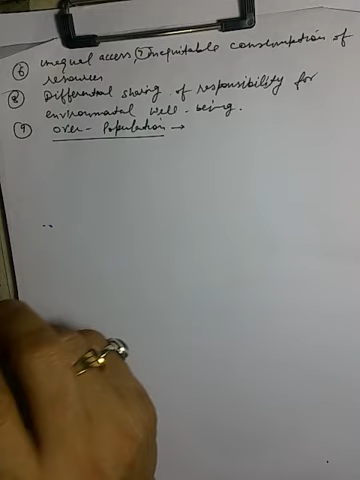 ⑥ unequal access, ⑦ Inequitable consumption of
resources
⑧ Differential sharing of responsibility for
environmental well-being.
⑨ Over-Population →